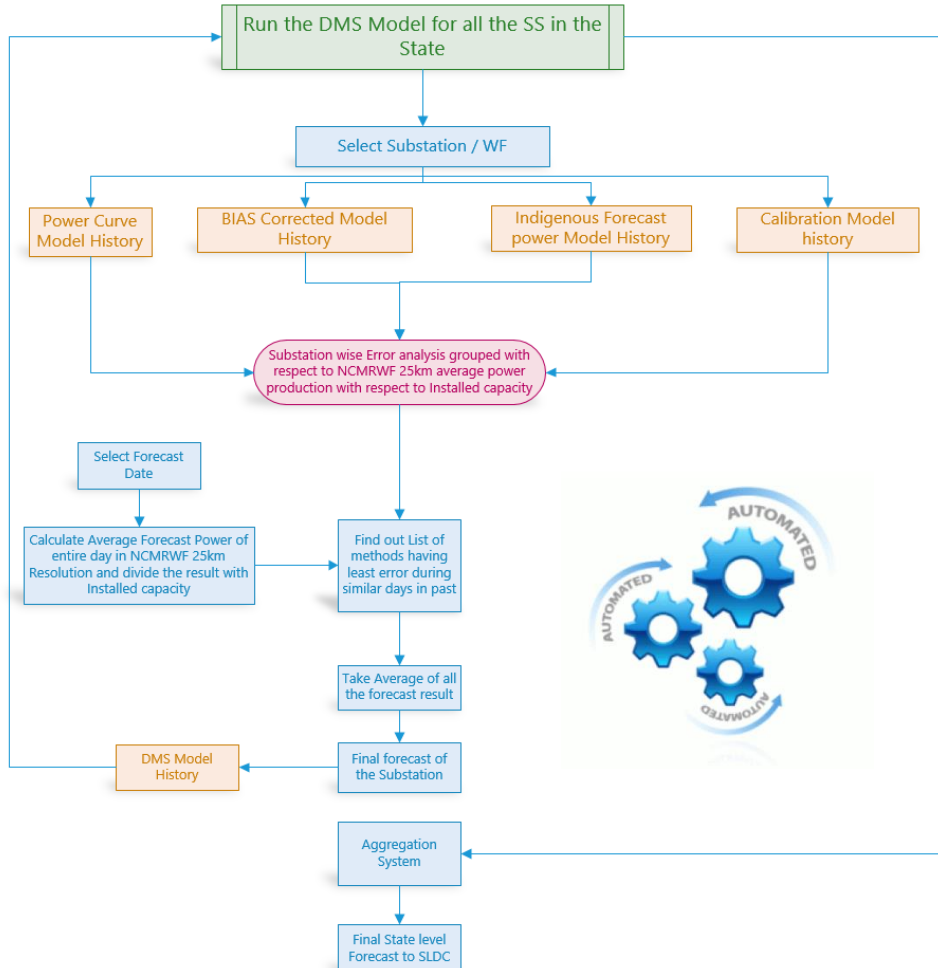 Run the DMS Model for all the SS in the
State
Select Substation / WF
Power Curve
Model History
BIAS Corrected Model
History
Indigenous Forecast
power Model History
Calibration Model
history
Substation wise Error analysis grouped with
respect to NCMRWF 25km average power
production with respect to Installed capacity
Select Forecast
Date
Calculate Average Forecast Power of
entire day in NCMRWF 25km
Resolution and divide the result with
Installed capacity
Find out List of
methods having
least error during
similar days in past
AUTOMATED
AUTOMATED
AUTOMATED
Take Average of all
the forecast result
DMS Model
History
Final forecast of
the Substation
Aggregation
System
Final State level
Forecast to SLDC